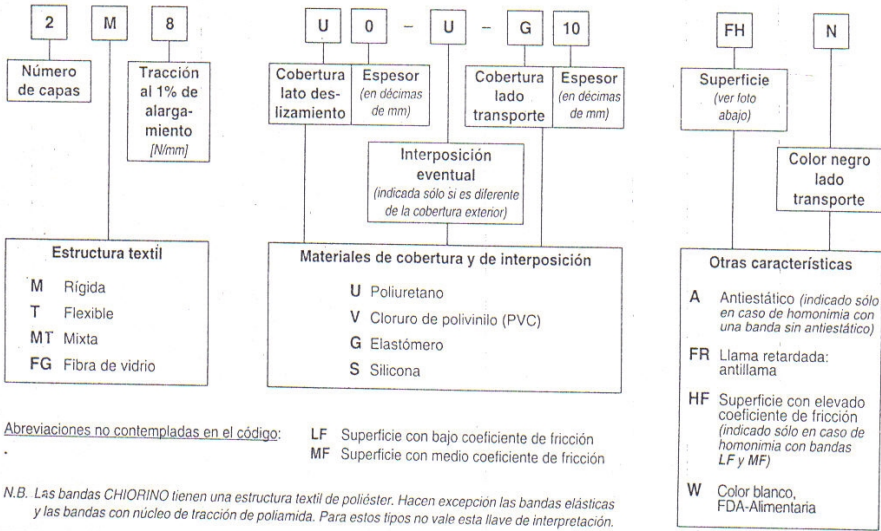 2 M 8 U 0 - U - G 10 FH N
Número
de capas
Tracción
al 1% de
alarga-
miento
[N/mm]
Cobertura
lato des-
lizamiento
Espesor
(en décimas
de mm)
Cobertura
lado
transporte
Espesor
(en décimas
de mm)
Superficie
(ver foto
abajo)
Interposición
eventual
(indicada sólo si es diferente
de la cobertura exterior)
Color negro
lado
transporte
Estructura textil
M Rígida
T Flexible
MT Mixta
FG Fibra de vidrio
Materiales de cobertura y de interposición
U Poliuretano
V Cloruro de polivinilo (PVC)
G Elastómero
S Silicona
Otras características
A Antiestático (indicado sólo
en caso de homonimia con
una banda sin antiestático)
FR Llama retardada:
antillama
HF Superficie con elevado
coeficiente de fricción
(indicado sólo en caso de
homonimia con bandas
LF y MF)
W Color blanco,
FDA-Alimentaria
Abreviaciones no contempladas en el código:
LF Superficie con bajo coeficiente de fricción
MF Superficie con medio coeficiente de fricción
N.B. Las bandas CHIORINO tienen una estructura textil de poliéster. Hacen excepción las bandas elásticas
y las bandas con núcleo de tracción de poliamida. Para estos tipos no vale esta llave de interpretación.